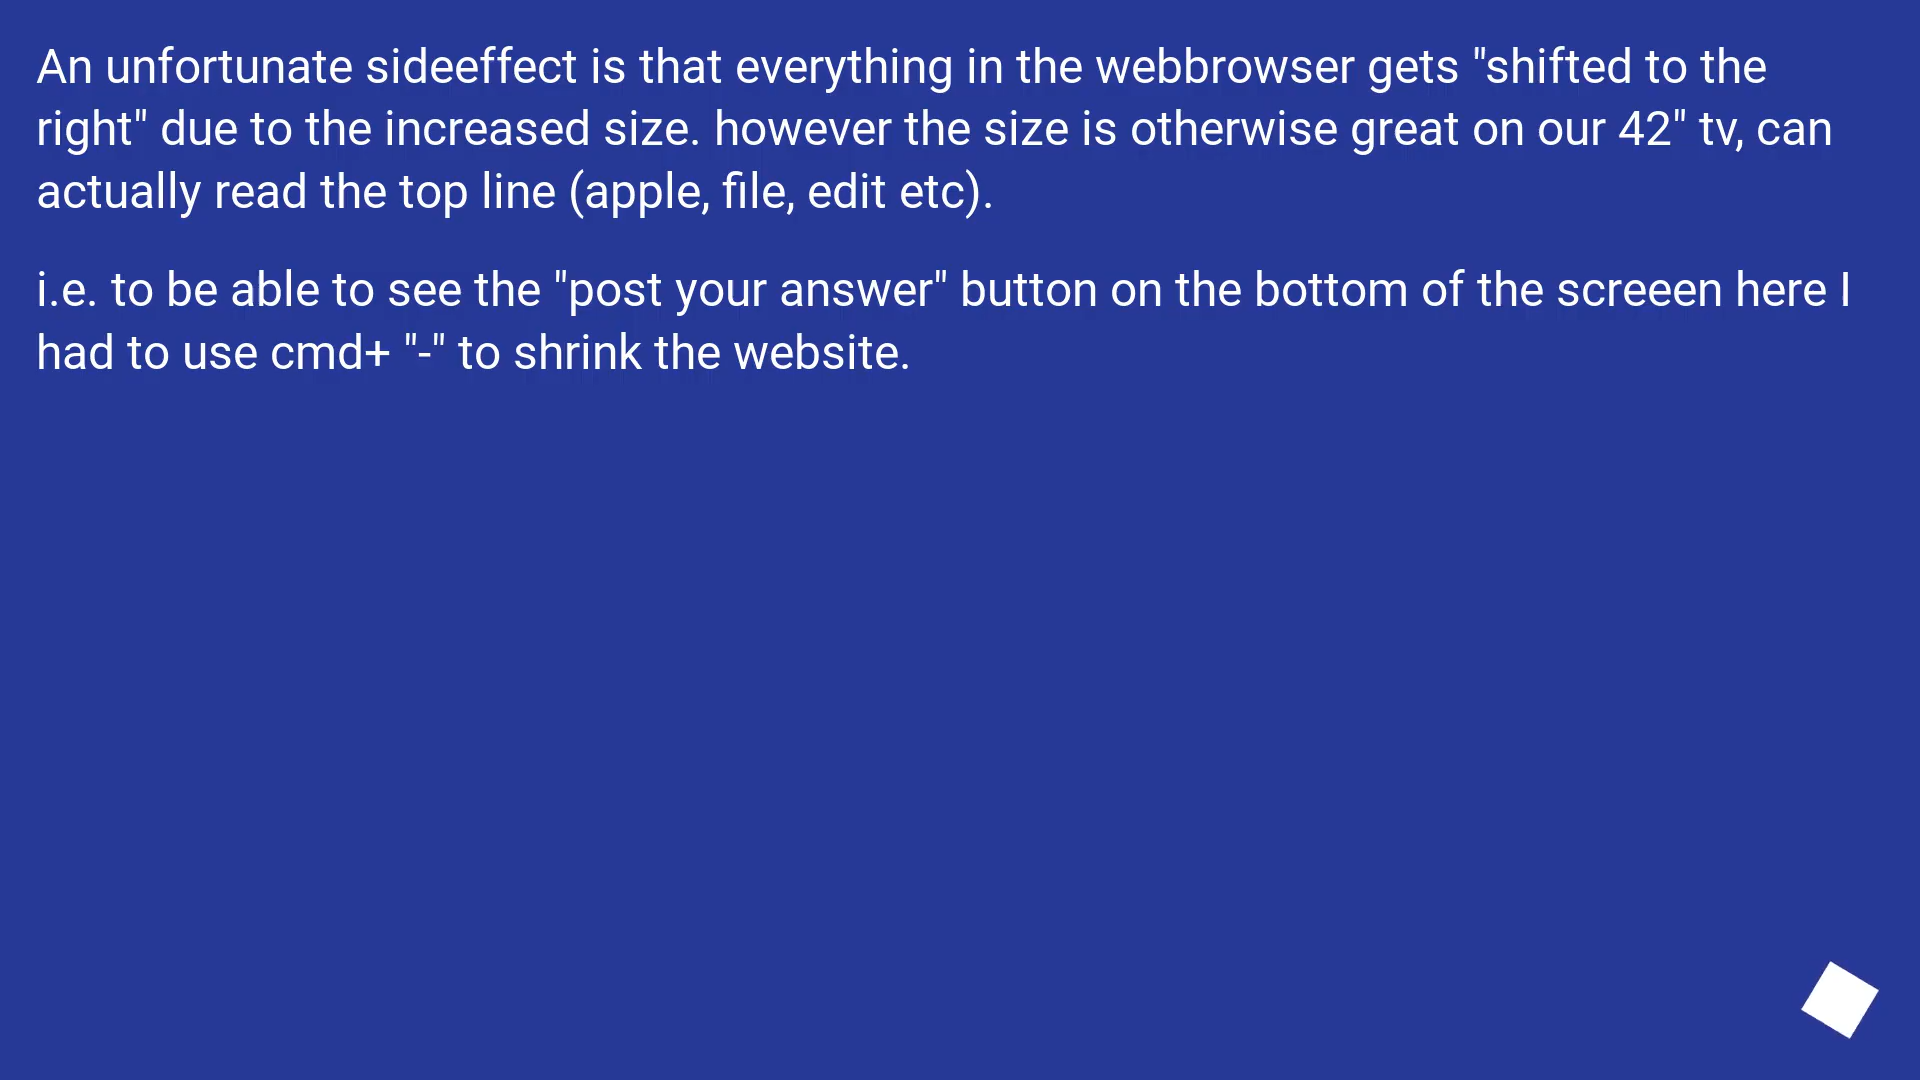 An unfortunate sideeffect is that everything in the webbrowser gets "shifted to the
right" due to the increased size. however the size is otherwise great on our 42" tv, can
actually read the top line (apple, file, edit etc).
i.e. to be able to see the "post your answer" button on the bottom of the screeen here I
had to use cmd+ "-" to shrink the website.